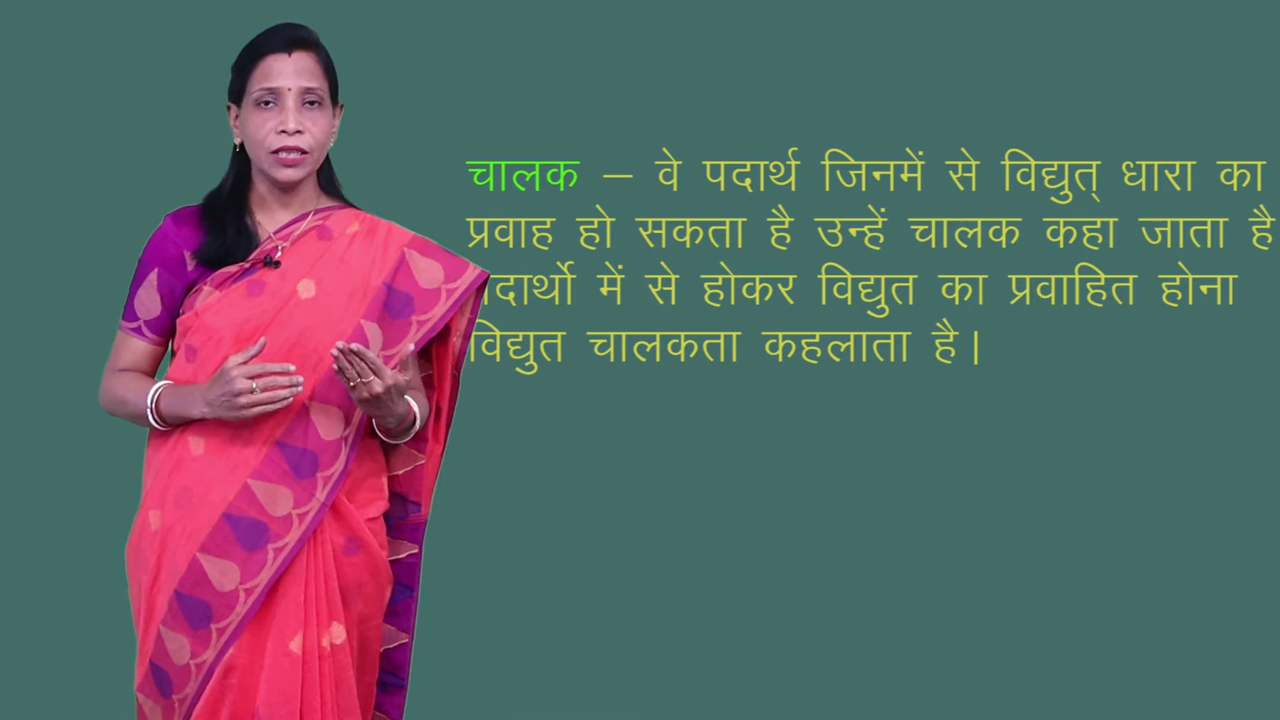 चालक – वे पदार्थ जिनमें से विद्युत् धारा का
प्रवाह हो सकता है उन्हें चालक कहा जाता है
में से होकर विद्युत का प्रवाहित होना
विद्युत चालकता कहलाता है।